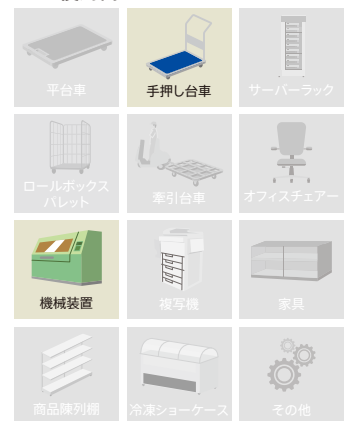 平台車
手押し台車
サーバーラック
ロールボックス
パレット
牽引台車
オフィスチェアー
機械装置
複写機
家具
商品陳列棚
冷凍ショーケース
その他